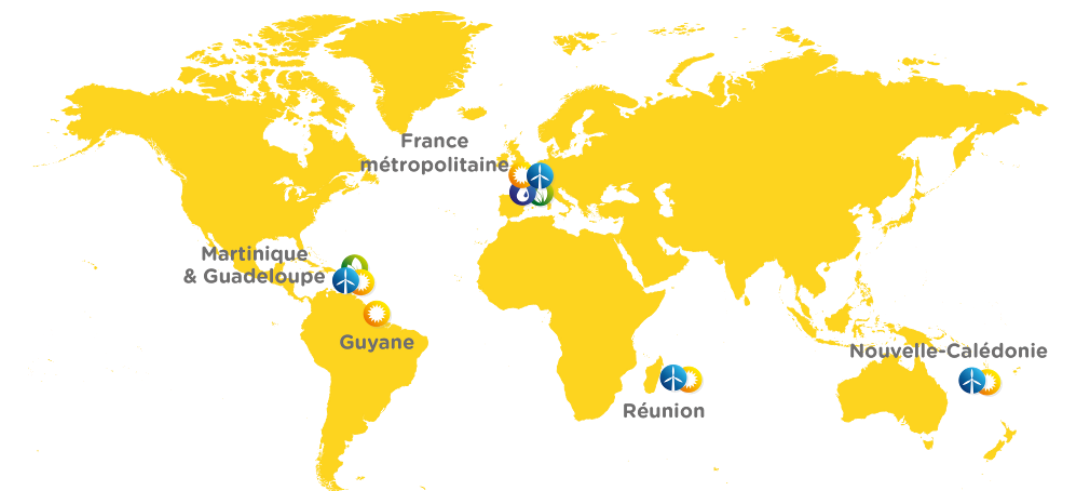 France
métropolitaine
Martinique
& Guadeloupe
Guyane
Nouvelle-Calédonie
Réunion